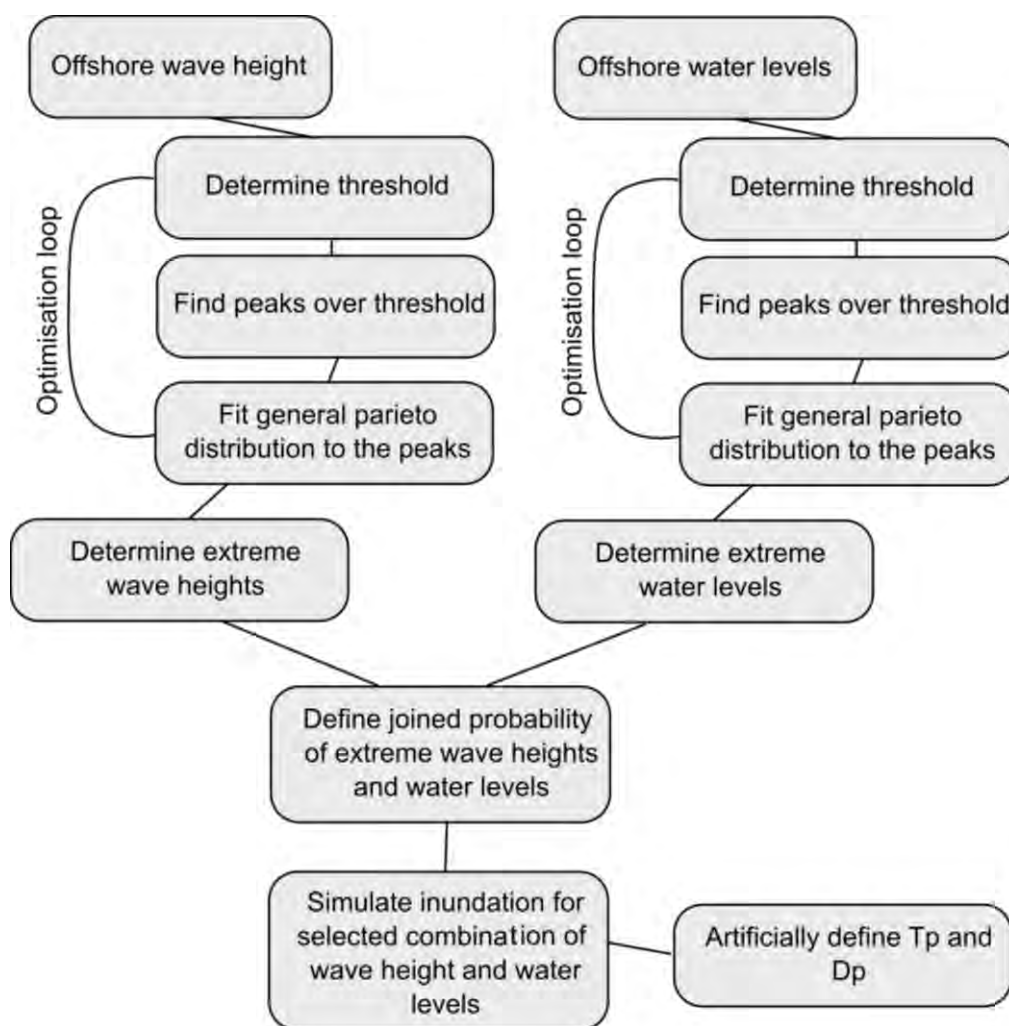 Offshore wave height
Offshore water levels
Determine threshold
Determine threshold
Optimisation loop
Optimisation loop
Find peaks over threshold
Find peaks over threshold
Fit general parieto
distribution to the peaks
Fit general parieto
distribution to the peaks
Determine extreme
wave heights
Determine extreme
water levels
Define joined probability
of extreme wave heights
and water levels
Simulate inundation for
selected combination of
wave height and water
levels
Artificially define Tp and
Dp